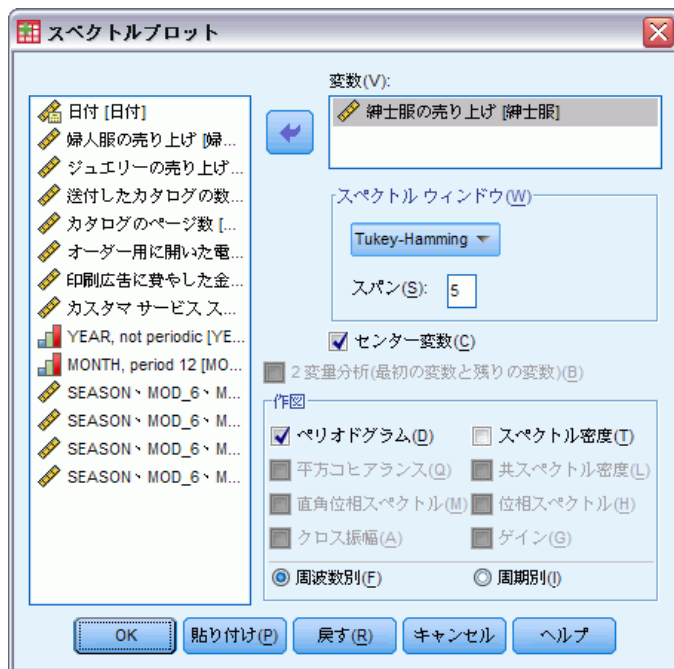 スペクトルプロット
変数(V):
日付 [日付]
婦人服の売り上げ [婦...
ジュエリーの売り上げ...
送付したカタログの数...
カタログのページ数 [...
オーダー用に開いた電...
印刷広告に費やした金...
カスタマ サービス ス...
YEAR, not periodic [YE...
MONTH, period 12 [MO...
SEASON、MOD_6、M...
SEASON、MOD_6、M...
SEASON、MOD_6、M...
SEASON、MOD_6、M...
紳士服の売り上げ [紳士服]
スペクトル ウィンドウ(W)
Tukey-Hamming
スパン(S): 5
センター変数(C)
2 変量分析(最初の変数と残りの変数)(B)
作図
ペリオドグラム(D) スペクトル密度(T)
平方コヒアランス(Q) 共スペクトル密度(L)
直角位相スペクトル(M) 位相スペクトル(H)
クロス振幅(A) ゲイン(G)
周波数別(F) 周期別(I)
OK 貼り付け(P) 戻す(R) キャンセル ヘルプ